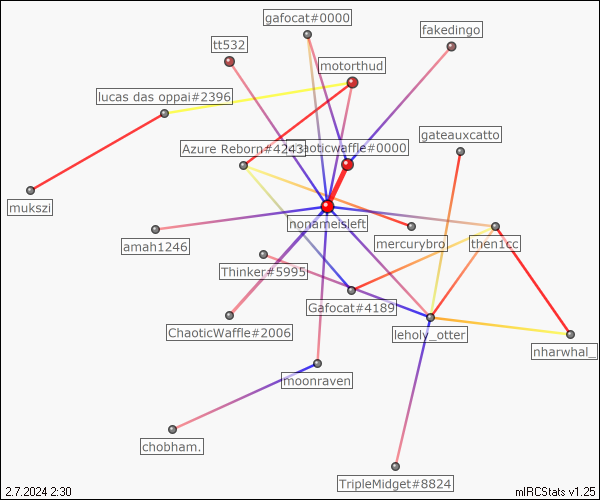 gafocat#0000
fakedingo
tt532
motorthud
lucas das oppai#2396
gateauxcatto
Azure Reborn#4243
chaoticwaffle#0000
mukszi
nonameisleft
amah1246
mercurybro
then1cc
Thinker#5995
Gafocat#4189
ChaoticWaffle#2006
leholy_otter
nharwhal_
moonraven
chobham.
TripleMidget#8824
2.7.2024 2:30
mIRCStats v1.25